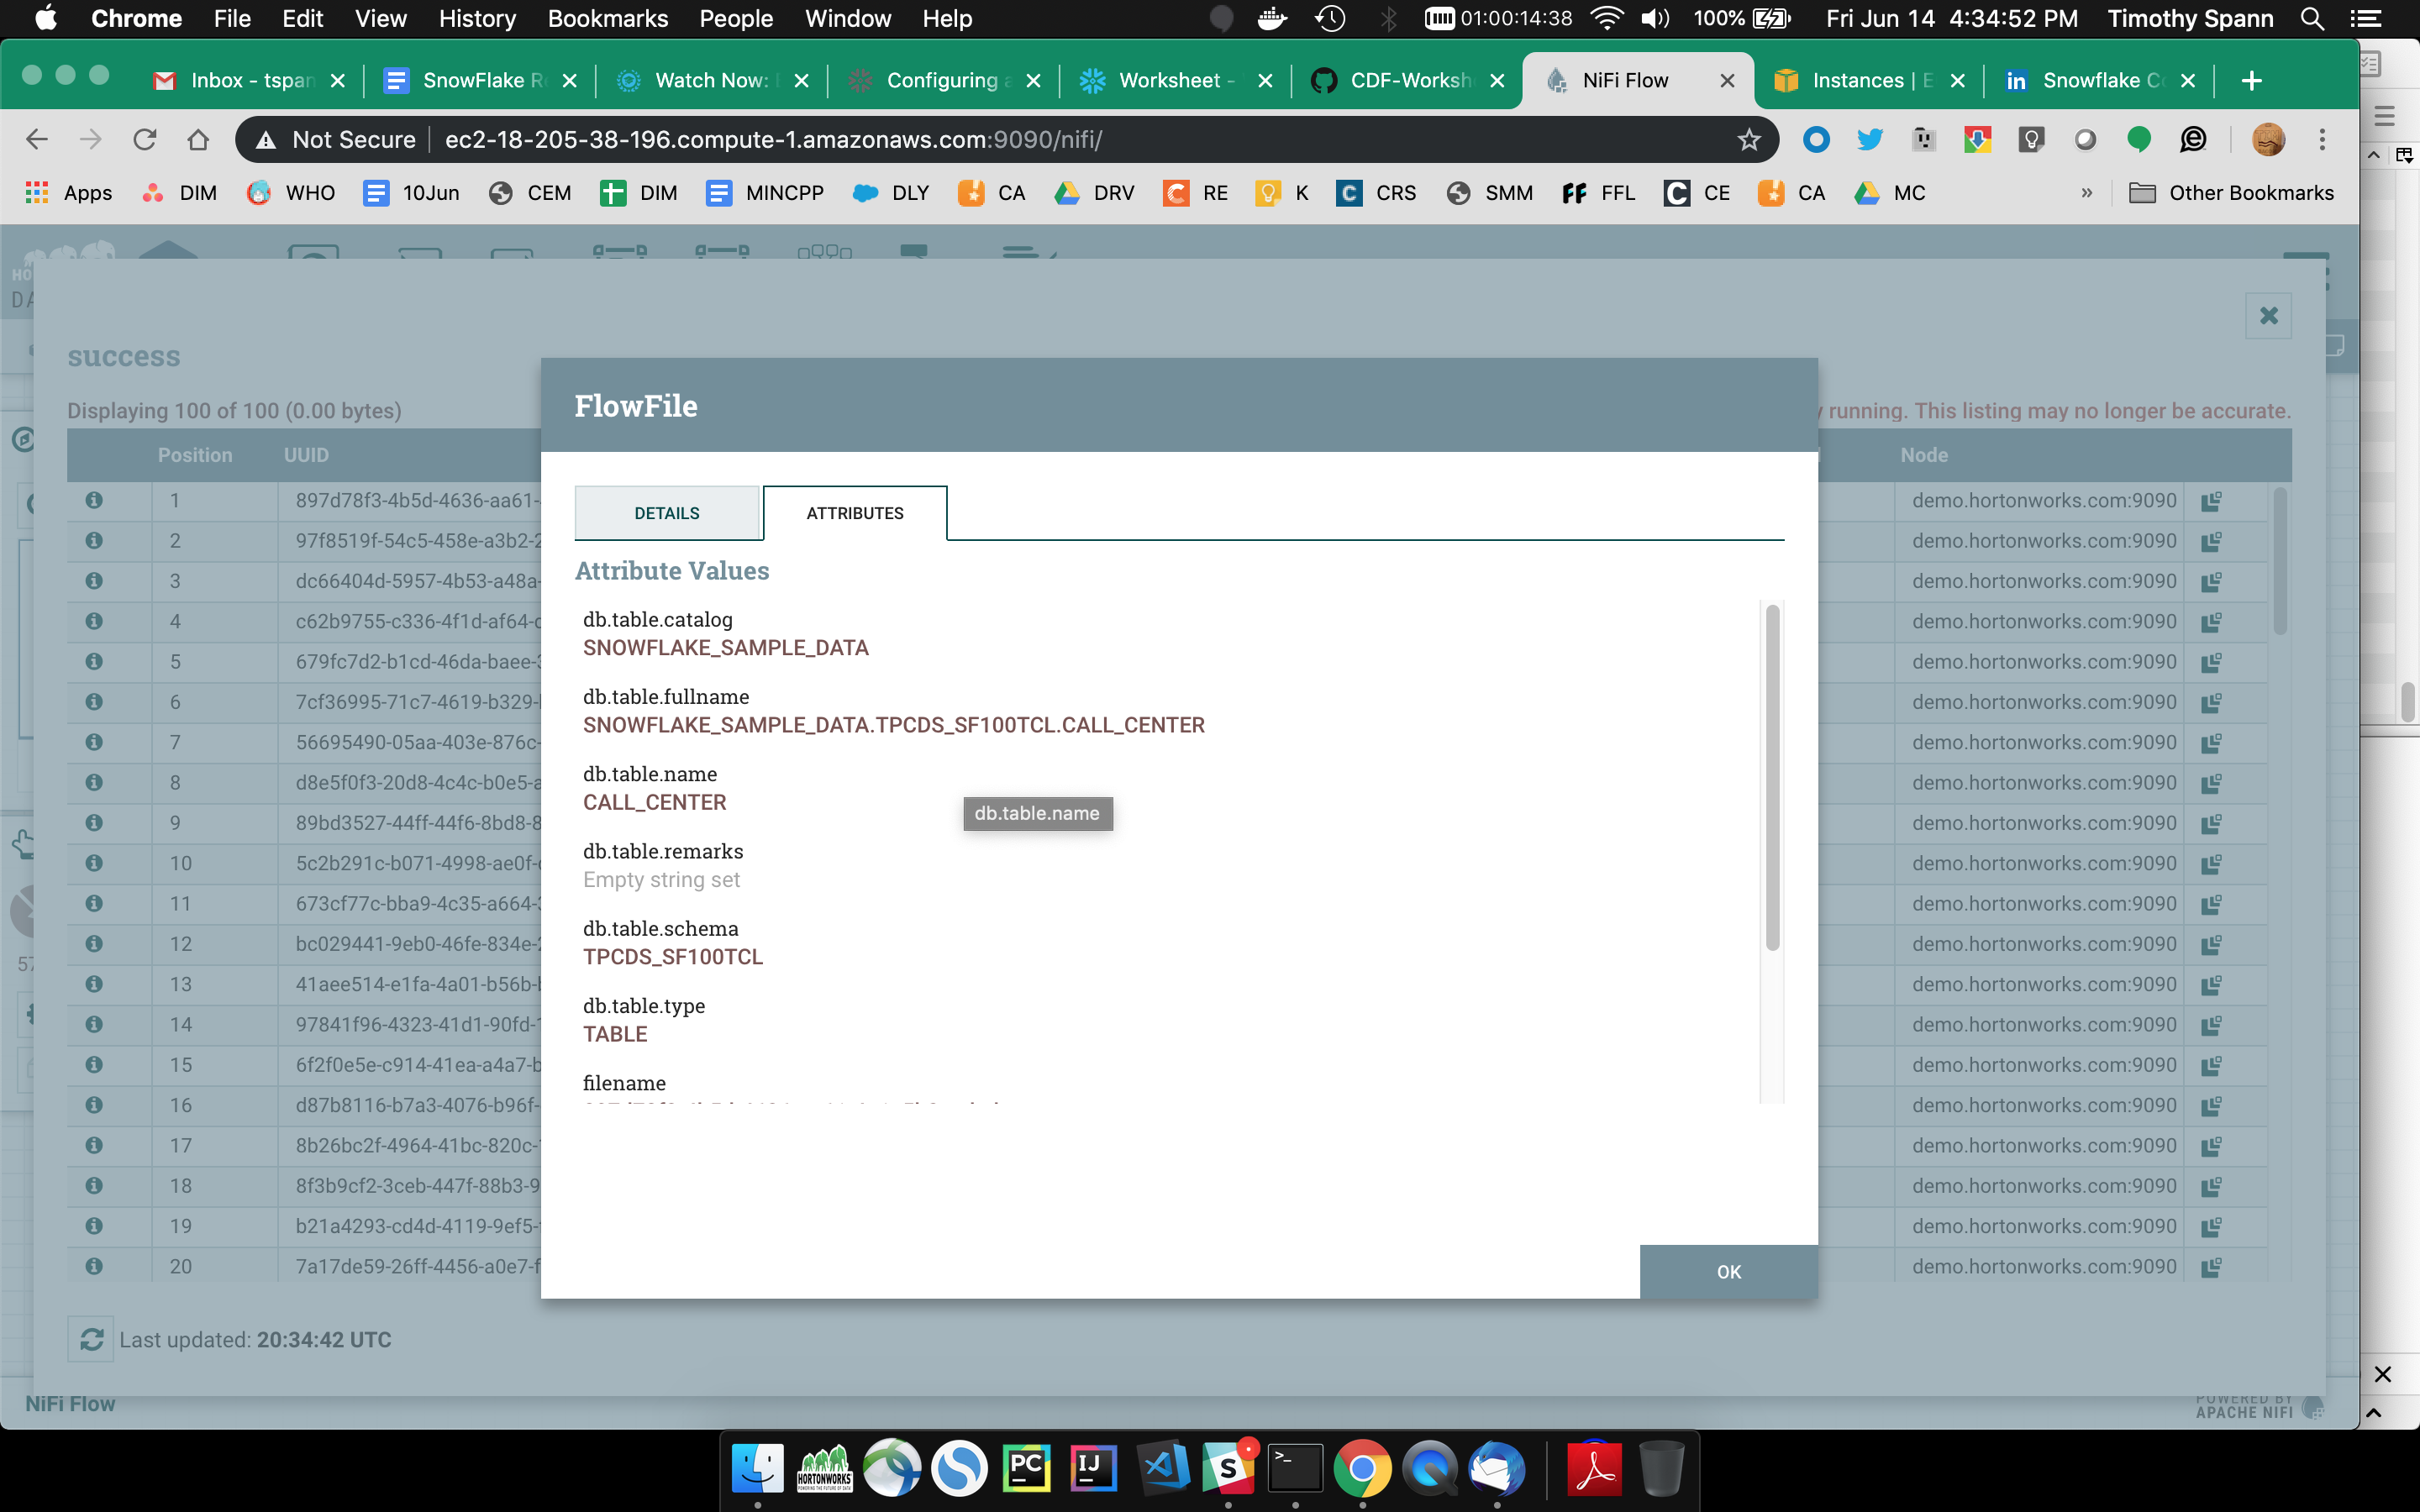 Chrome File Edit View History Bookmarks People Window Help 01:00:14:38 100% Fri Jun 14 4:34:52 PM Timothy Spann
Inbox - tspan SnowFlake R Watch Now: Configuring a Worksheet - CDF-Worksh NiFi Flow Instances | E Snowflake C
Not Secure ec2-18-205-38-196.compute-1.amazonaws.com:9090/nifi/
Apps DIM WHO 10Jun CEM DIM MINCPP DLY CA DRV RE K CRS SMM FFL CE CA MC » Other Bookmarks
success
Displaying 100 of 100 (0.00 bytes)
running. This listing may no longer be accurate.
Position UUID Node
1 897d78f3-4b5d-4636-aa61- demo.hortonworks.com:9090
2 97f8519f-54c5-458e-a3b2-2 demo.hortonworks.com:9090
3 dc66404d-5957-4b53-a48a- demo.hortonworks.com:9090
4 c62b9755-c336-4f1d-af64- demo.hortonworks.com:9090
5 679fc7d2-b1cd-46da-baee- demo.hortonworks.com:9090
6 7cf36995-71c7-4619-b329- demo.hortonworks.com:9090
7 56695490-05aa-403e-876c- demo.hortonworks.com:9090
8 d8e5f0f3-20d8-4c4c-b0e5-a demo.hortonworks.com:9090
9 89bd3527-44ff-44f6-8bd8-8 demo.hortonworks.com:9090
10 5c2b291c-b071-4998-ae0f- demo.hortonworks.com:9090
11 673cf77c-bba9-4c35-a664- demo.hortonworks.com:9090
12 bc029441-9eb0-46fe-834e- demo.hortonworks.com:9090
13 41aee514-e1fa-4a01-b56b- demo.hortonworks.com:9090
14 97841f96-4323-41d1-90fd- demo.hortonworks.com:9090
15 6f2f0e5e-c914-41ea-a4a7- demo.hortonworks.com:9090
16 d87b8116-b7a3-4076-b96f- demo.hortonworks.com:9090
17 8b26bc2f-4964-41bc-820c- demo.hortonworks.com:9090
18 8f3b9cf2-3ceb-447f-88b3-9 demo.hortonworks.com:9090
19 b21a4293-cd4d-4119-9ef5- demo.hortonworks.com:9090
20 7a17de59-26ff-4456-a0e7-f demo.hortonworks.com:9090
FlowFile
DETAILS ATTRIBUTES
Attribute Values
db.table.catalog
SNOWFLAKE_SAMPLE_DATA
db.table.fullname
SNOWFLAKE_SAMPLE_DATA.TPCDS_SF100TCL.CALL_CENTER
db.table.name
CALL_CENTER
db.table.name
db.table.remarks
Empty string set
db.table.schema
TPCDS_SF100TCL
db.table.type
TABLE
filename
OK
Last updated: 20:34:42 UTC
NiFi Flow
POWERED BY
APACHE NIFI
HORTONWORKS
PC
IJ